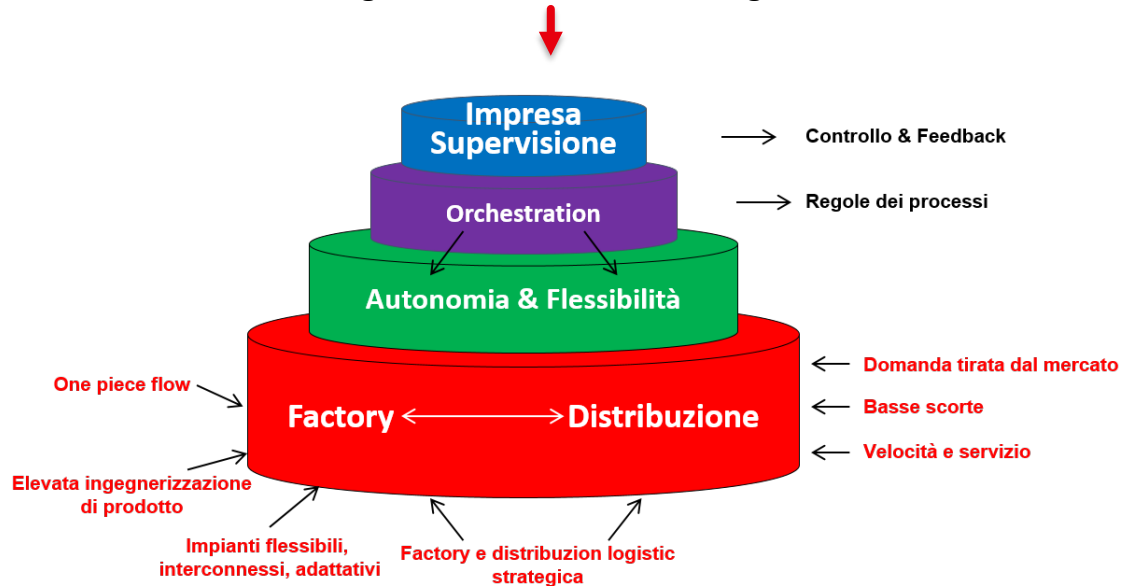 Impresa
Supervisione
Controllo & Feedback
Orchestration
Regole dei processi
Autonomia & Flessibilità
Domanda tirata dal mercato
One piece flow
Factory
Distribuzione
Basse scorte
Velocità e servizio
Elevata ingegnerizzazione
di prodotto
Impianti flessibili,
interconnessi, adattativi
Factory e distribuzion logistic
strategica